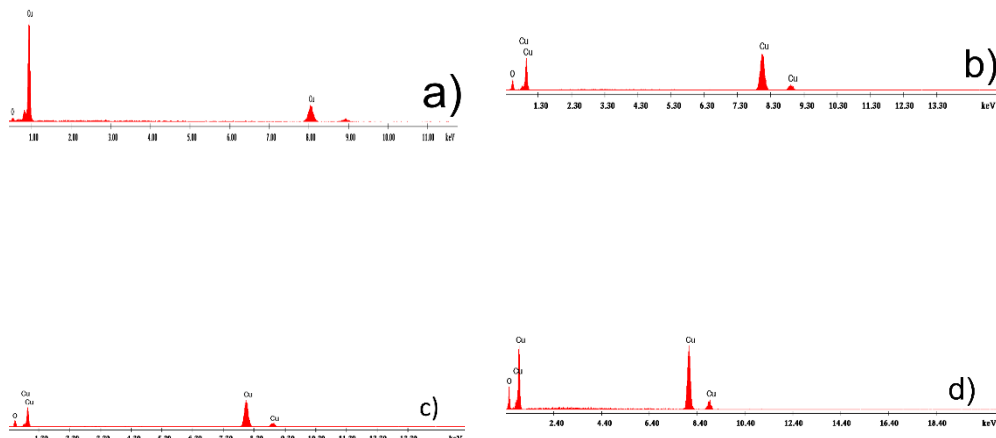 Cu
O
Cu
a)
1.00 2.00 3.00 4.00 5.00 6.00 7.00 8.00 9.00 10.00 11.00 keV
Cu
O
Cu
Cu
Cu
b)
1.30 2.30 3.30 4.30 5.30 6.30 7.30 8.30 9.30 10.30 11.30 12.30 13.30 keV
Cu
O
Cu
Cu
Cu
c)
Cu
Cu
O
Cu
Cu
d)
2.40 4.40 6.40 8.40 10.40 12.40 14.40 16.40 18.40 keV